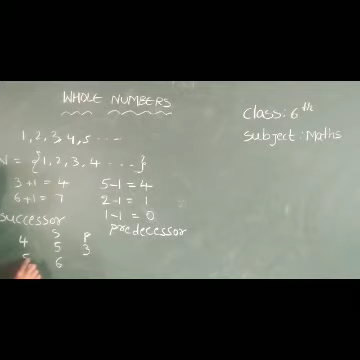 WHOLE NUMBERS
Class: 6th
Subject: Maths
1, 2, 3, 4, 5 ...
N = {1, 2, 3, 4 ....}
3+1 = 4 5-1 = 4
6+1 = 7 2-1 = 1
1-1 = 0
Successor Predecessor
S P
4 5 3
5 6